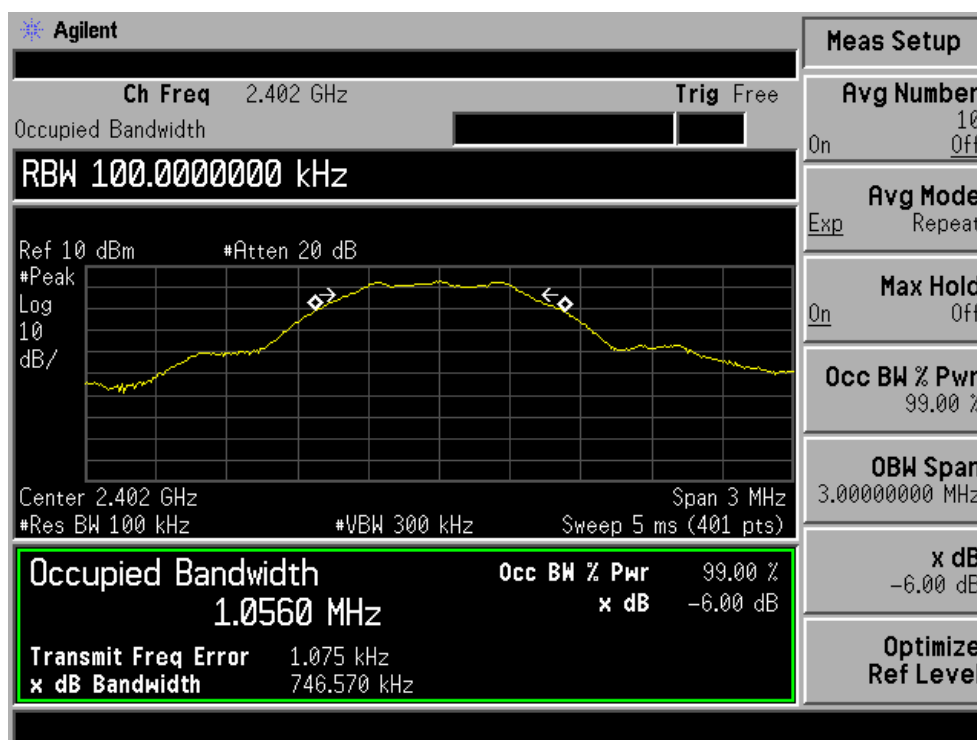 Agilent
Ch Freq 2.402 GHz Trig Free
Occupied Bandwidth
RBW 100.0000000 kHz
Ref 10 dBm #Atten 20 dB
#Peak
Log
10
dB/
Center 2.402 GHz Span 3 MHz
#Res BW 100 kHz #VBW 300 kHz Sweep 5 ms (401 pts)
Occupied Bandwidth Occ BW % Pwr 99.00 %
1.0560 MHz x dB -6.00 dB
Transmit Freq Error 1.075 kHz
x dB Bandwidth 746.570 kHz
Meas Setup
Avg Number
10
On Off
Avg Mode
Exp Repeat
Max Hold
On Off
Occ BW % Pwr
99.00 %
OBW Span
3.00000000 MHz
x dB
-6.00 dB
Optimize
Ref Level